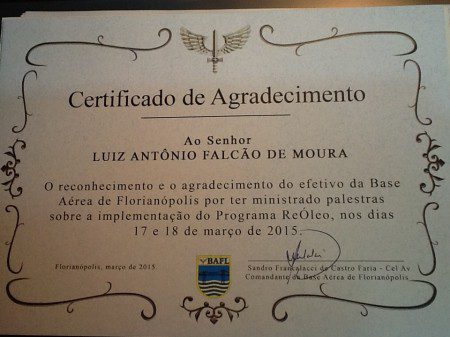 Certificado de Agradecimento
Ao Senhor
LUIZ ANTÔNIO FALCÃO DE MOURA
O reconhecimento e o agradecimento do efetivo da Base
Aérea de Florianópolis por ter ministrado palestras
sobre a implementação do Programa ReÓleo, nos dias
17 e 18 de março de 2015.
Florianópolis, março de 2015
BAFL
Sandro Francalacci de Castro Faria - Cel Av
Comandante da Base Aérea de Florianópolis